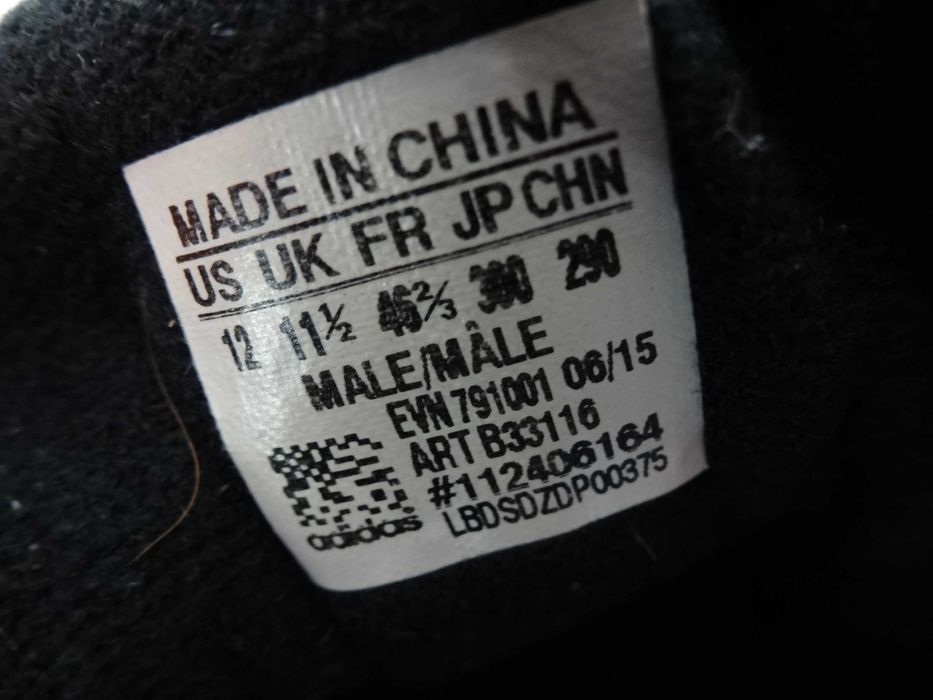 MADE IN CHINA
US UK FR JP CHN
12 11½ 46⅔ 300 290
MALE/MÂLE
EVN 791001 06/15
ART B33116
#112406164
LBDSDZDP00375
adidas